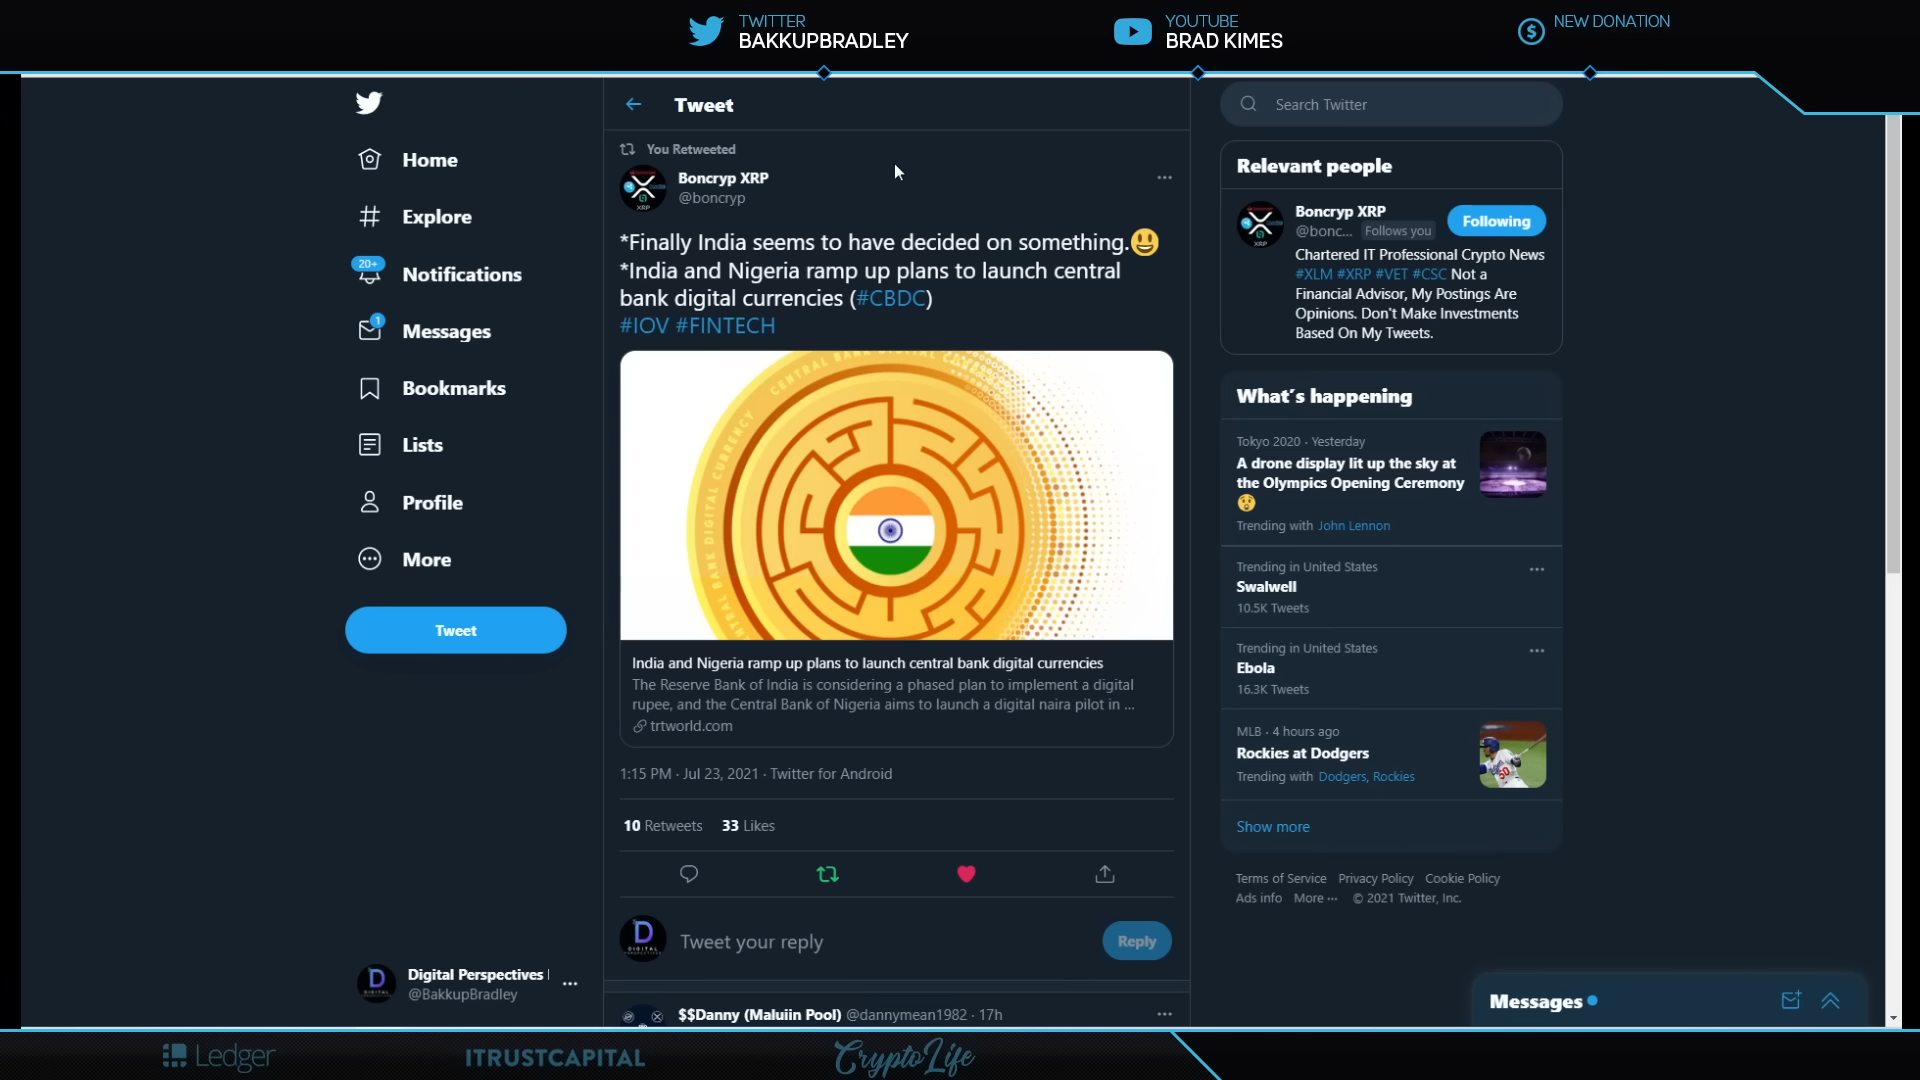 TWITTER
BAKKUPBRADLEY
YOUTUBE
BRAD KIMES
NEW DONATION
Home
Explore
20+
Notifications
1
Messages
Bookmarks
Lists
Profile
More
Tweet
Digital Perspectives
@BakkupBradley
Tweet
You Retweeted
Boncryp XRP
@boncryp
*Finally India seems to have decided on something.😃
*India and Nigeria ramp up plans to launch central
bank digital currencies (#CBDC)
#IOV #FINTECH
CENTRAL BANK DIGITAL CURRENCY
India and Nigeria ramp up plans to launch central bank digital currencies
The Reserve Bank of India is considering a phased plan to implement a digital
rupee, and the Central Bank of Nigeria aims to launch a digital naira pilot in ...
trtworld.com
1:15 PM · Jul 23, 2021 · Twitter for Android
10 Retweets 33 Likes
Tweet your reply
Reply
$$Danny (Maluiin Pool) @dannymean1982 · 17h
Search Twitter
Relevant people
Boncryp XRP
@bonc... Follows you
Following
Chartered IT Professional Crypto News
#XLM #XRP #VET #CSC Not a
Financial Advisor, My Postings Are
Opinions. Don't Make Investments
Based On My Tweets.
What's happening
Tokyo 2020 · Yesterday
A drone display lit up the sky at
the Olympics Opening Ceremony
😲
Trending with John Lennon
Trending in United States
Swalwell
10.5K Tweets
Trending in United States
Ebola
16.3K Tweets
MLB · 4 hours ago
Rockies at Dodgers
Trending with Dodgers, Rockies
Show more
Terms of Service Privacy Policy Cookie Policy
Ads info More ··· © 2021 Twitter, Inc.
Messages
Ledger
ITRUSTCAPITAL
CryptoLife